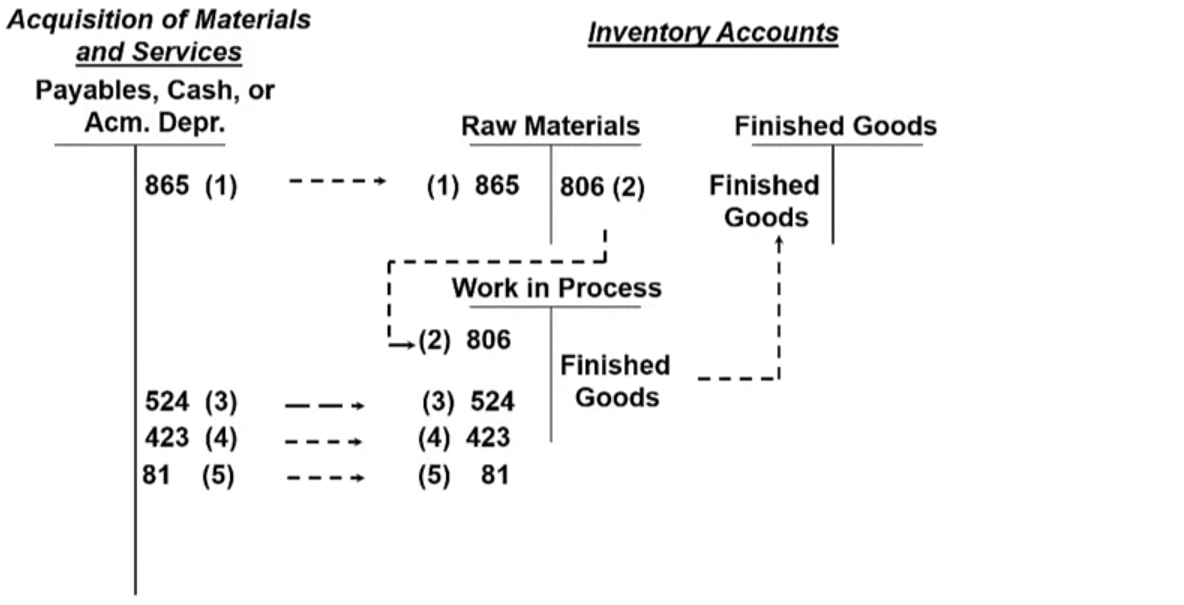 Acquisition of Materials
and Services
Inventory Accounts
Payables, Cash, or
Acm. Depr.
Raw Materials
Finished Goods
865 (1)
(1) 865
806 (2)
Finished
Goods
Work in Process
(2) 806
Finished
Goods
524 (3)
(3) 524
423 (4)
(4) 423
81 (5)
(5) 81